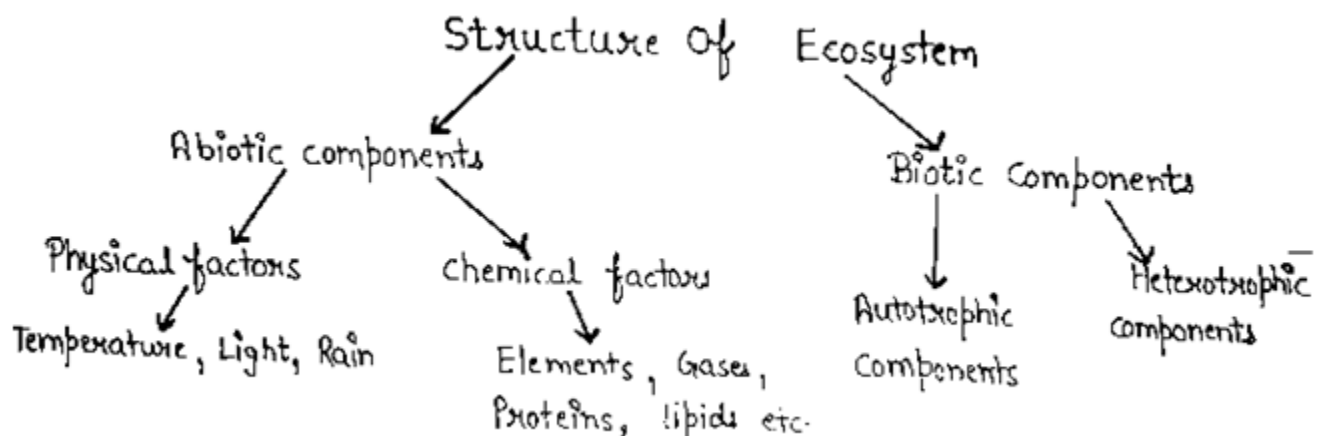 Structure Of Ecosystem
Abiotic components
Biotic Components
Physical factors
Chemical factors
Heterotrophic
components
Autotrophic
Components
Temperature, Light, Rain
Elements, Gases,
Proteins, lipids etc.